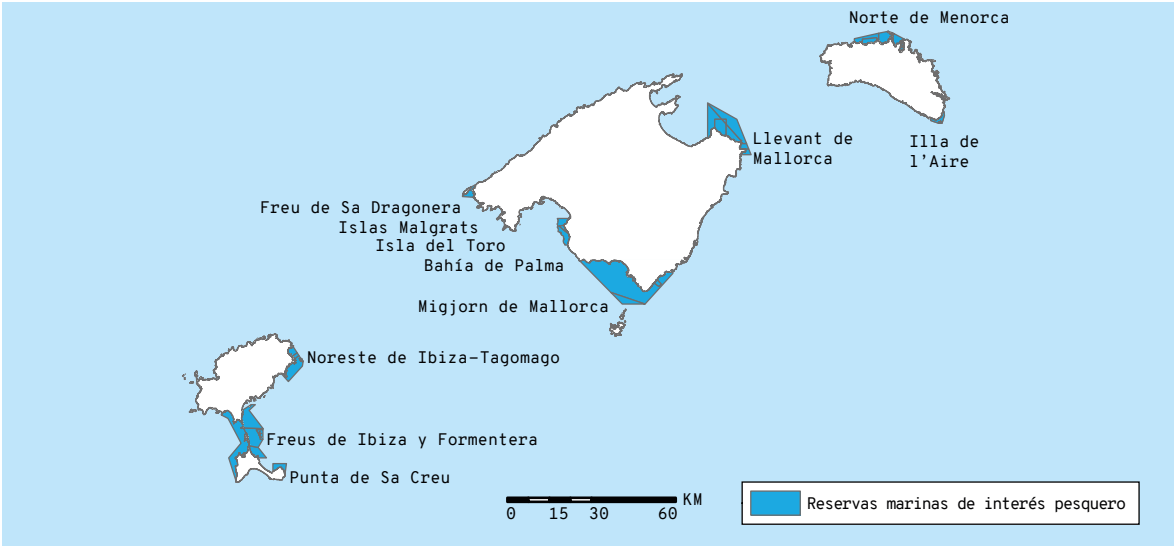 Norte de Menorca
Llevant de
Mallorca
Illa de
l'Aire
Freu de Sa Dragonera
Islas Malgrats
Isla del Toro
Bahía de Palma
Migjorn de Mallorca
Noreste de Ibiza-Tagomago
Freus de Ibiza y Formentera
Punta de Sa Creu
KM
0 15 30 60
Reservas marinas de interés pesquero